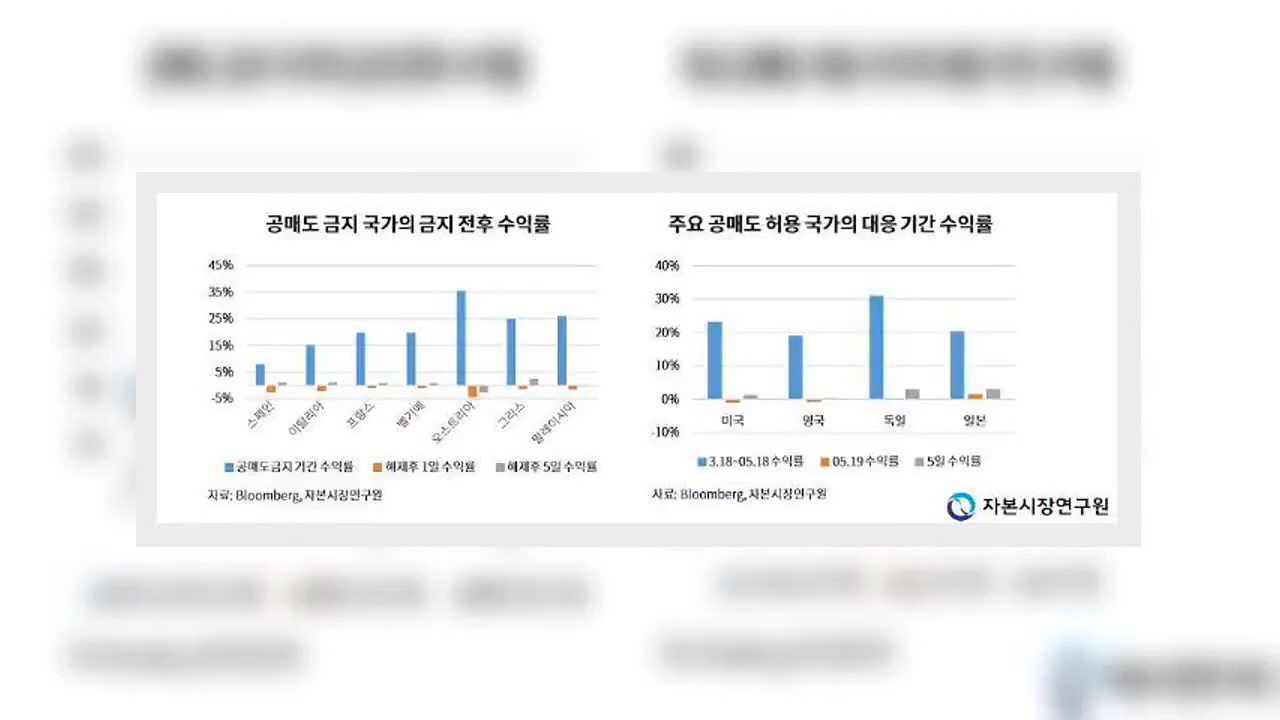 공매도 금지 국가의 금지 전후 수익률
45%
35%
25%
15%
5%
-5%
스페인
이탈리아
프랑스
벨기에
오스트리아
그리스
말레이시아
공매도금지 기간 수익률
해제후 1일 수익률
해제후 5일 수익률
자료: Bloomberg, 자본시장연구원
주요 공매도 허용 국가의 대응 기간 수익률
40%
30%
20%
10%
0%
-10%
미국
영국
독일
일본
3.18~05.18 수익률
05.19 수익률
5일 수익률
자료: Bloomberg, 자본시장연구원
자본시장연구원